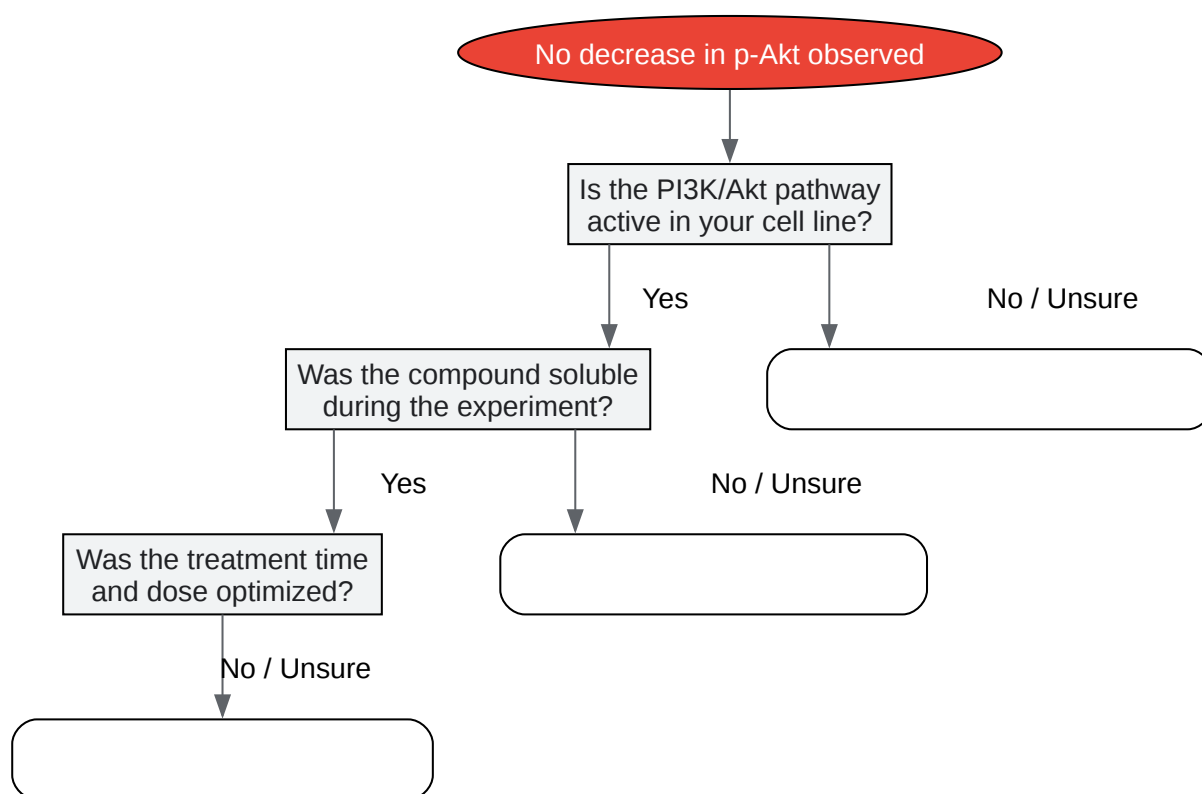 No decrease in p-Akt observed
Is the PI3K/Akt pathway
active in your cell line?
Yes
No / Unsure
Was the compound soluble
during the experiment?
Yes
No / Unsure
Was the treatment time
and dose optimized?
No / Unsure